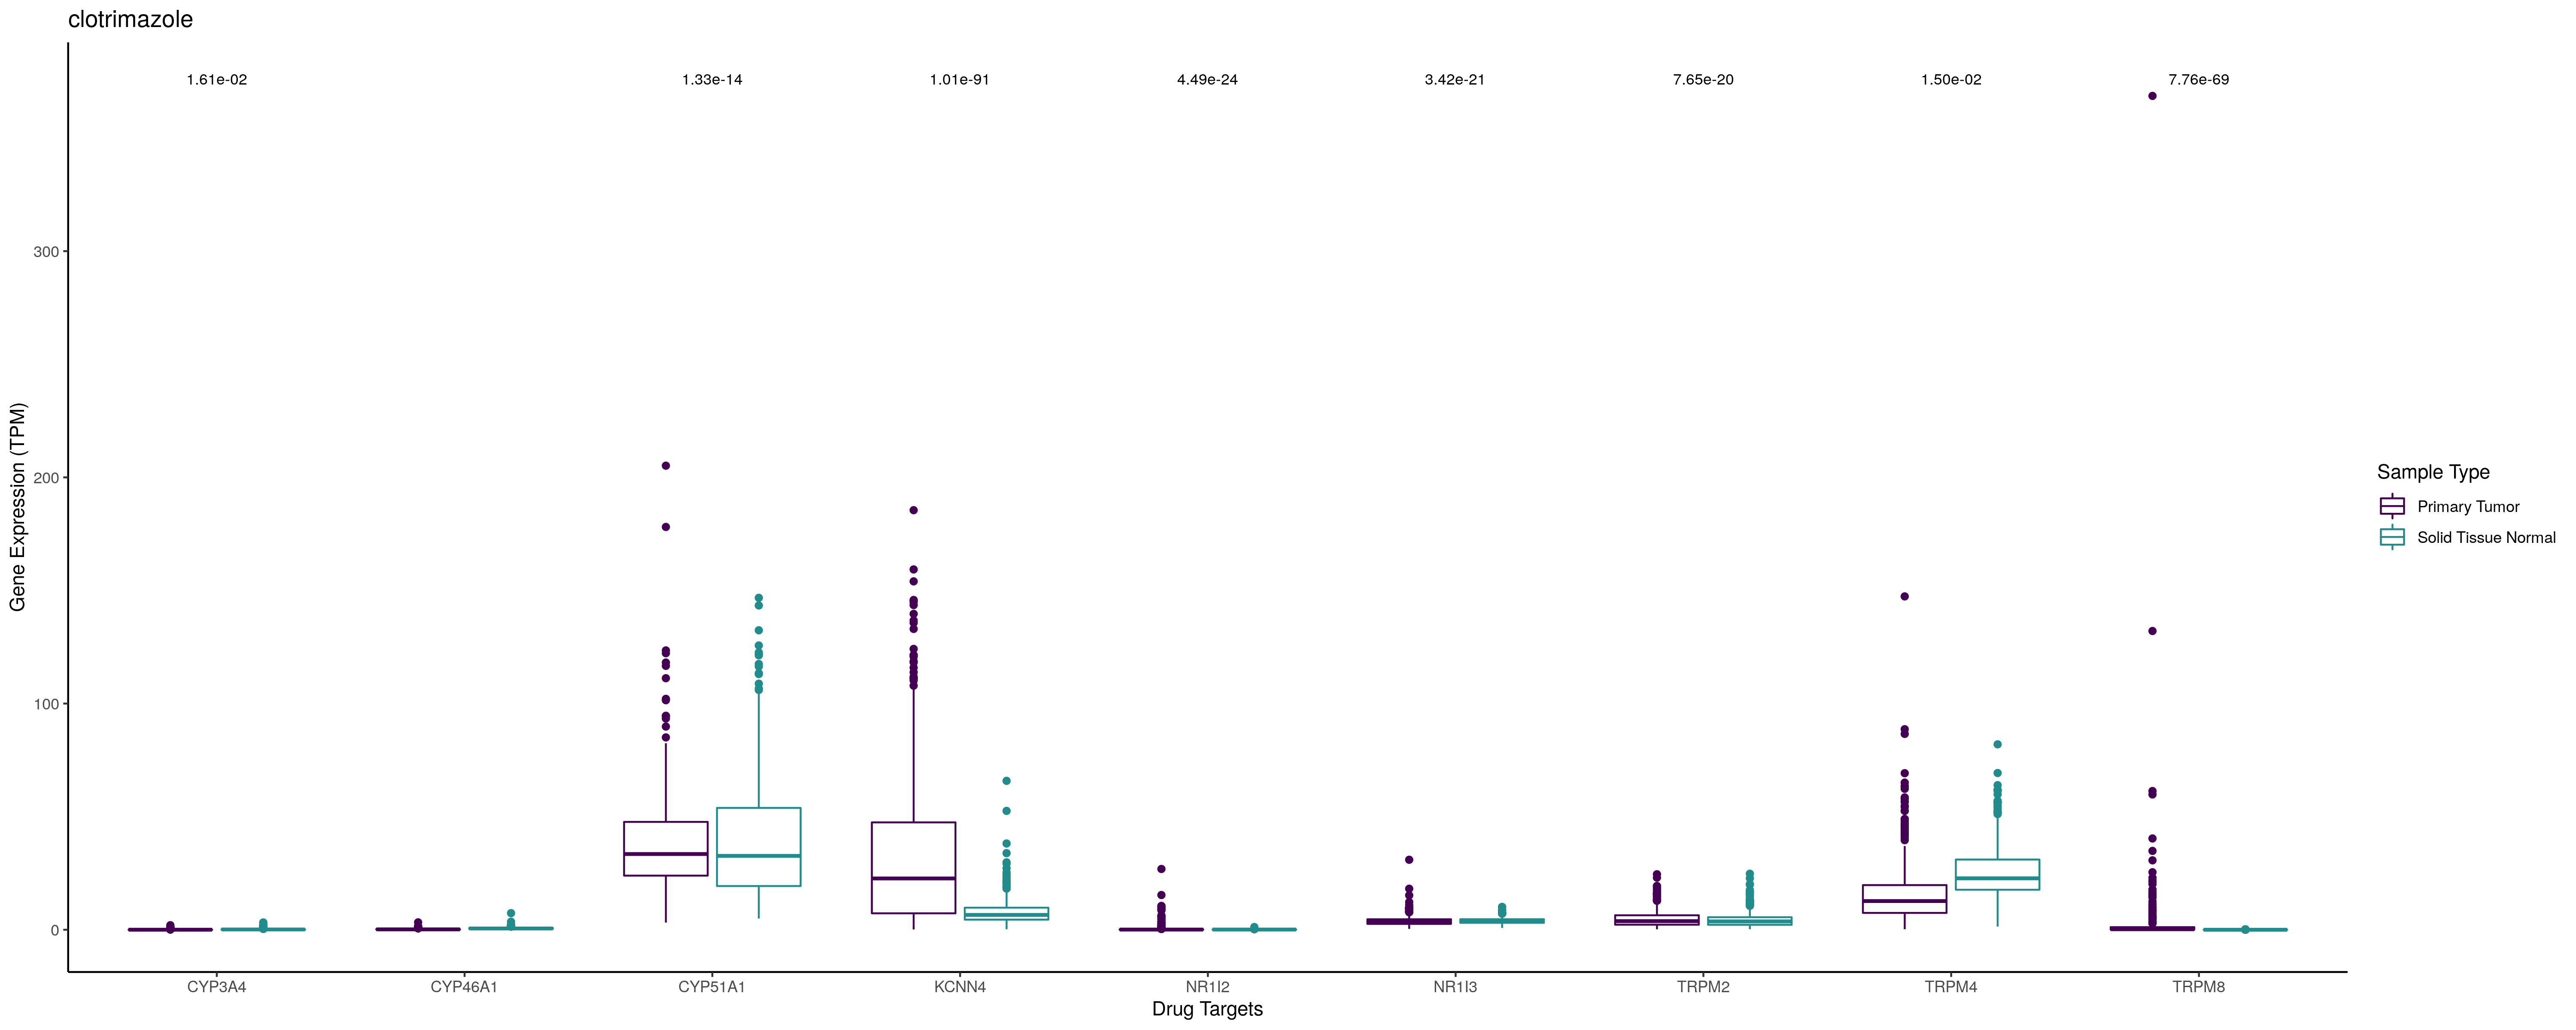 clotrimazole
1.61e-02 1.33e-14 1.01e-91 4.49e-24 3.42e-21 7.65e-20 1.50e-02 7.76e-69
300
200
100
0
Gene Expression (TPM)
CYP3A4 CYP46A1 CYP51A1 KCNN4 NR1I2 NR1I3 TRPM2 TRPM4 TRPM8
Drug Targets
Sample Type
Primary Tumor
Solid Tissue Normal